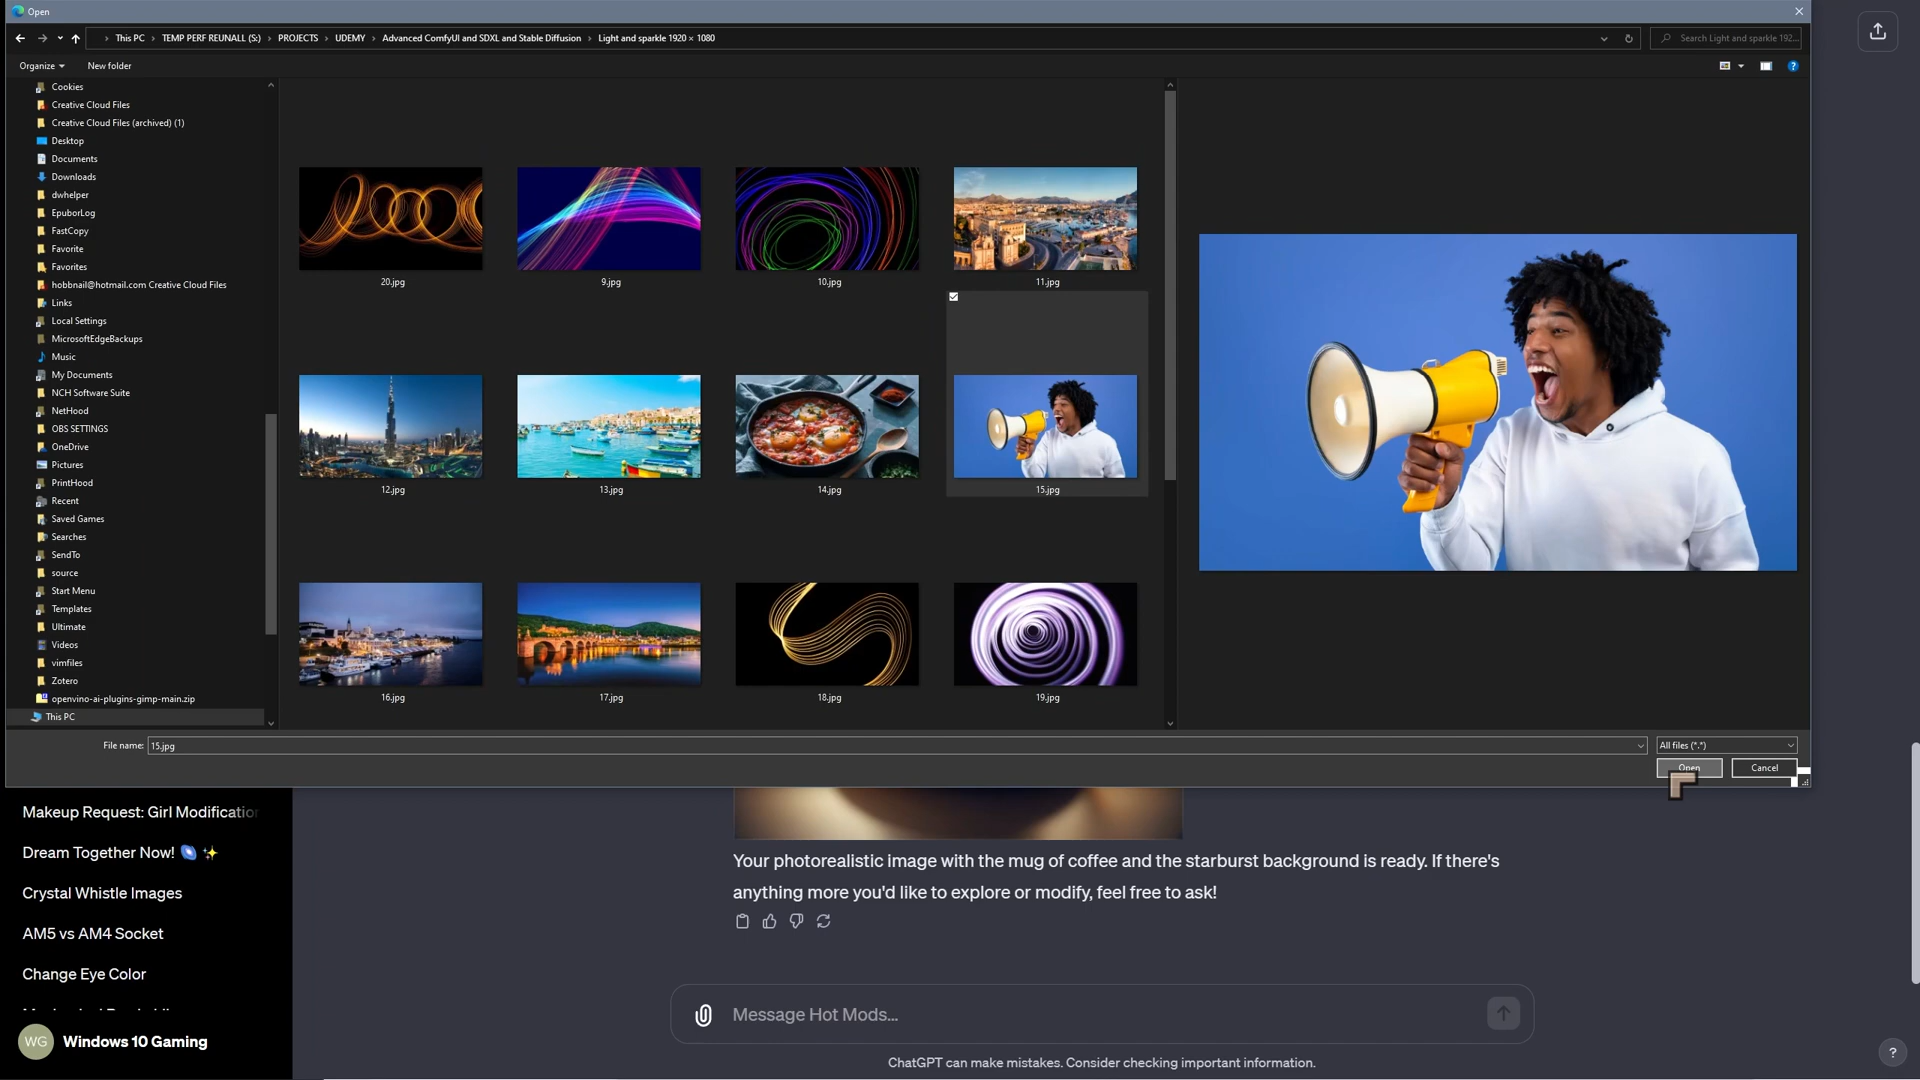 Open
This PC > TEMP PERF REUNALL (S:) > PROJECTS > UDEMY > Advanced ComfyUI and SDXL and Stable Diffusion > Light and sparkle 1920 × 1080
Search Light and sparkle 192...
Organize
New folder
Cookies
Creative Cloud Files
Creative Cloud Files (archived) (1)
Desktop
Documents
Downloads
dwhelper
EpuborLog
FastCopy
Favorite
Favorites
hobbnail@hotmail.com Creative Cloud Files
Links
Local Settings
MicrosoftEdgeBackups
Music
My Documents
NCH Software Suite
NetHood
OBS SETTINGS
OneDrive
Pictures
PrintHood
Recent
Saved Games
Searches
SendTo
source
Start Menu
Templates
Ultimate
Videos
vimfiles
Zotero
openvino-ai-plugins-gimp-main.zip
This PC
20.jpg
9.jpg
10.jpg
11.jpg
12.jpg
13.jpg
14.jpg
15.jpg
16.jpg
17.jpg
18.jpg
19.jpg
File name: 15.jpg
All files (*.*)
Open
Cancel
Makeup Request: Girl Modification
Dream Together Now! 🌌 ✨
Crystal Whistle Images
AM5 vs AM4 Socket
Change Eye Color
WG Windows 10 Gaming
Your photorealistic image with the mug of coffee and the starburst background is ready. If there's
anything more you'd like to explore or modify, feel free to ask!
Message Hot Mods...
ChatGPT can make mistakes. Consider checking important information.
?